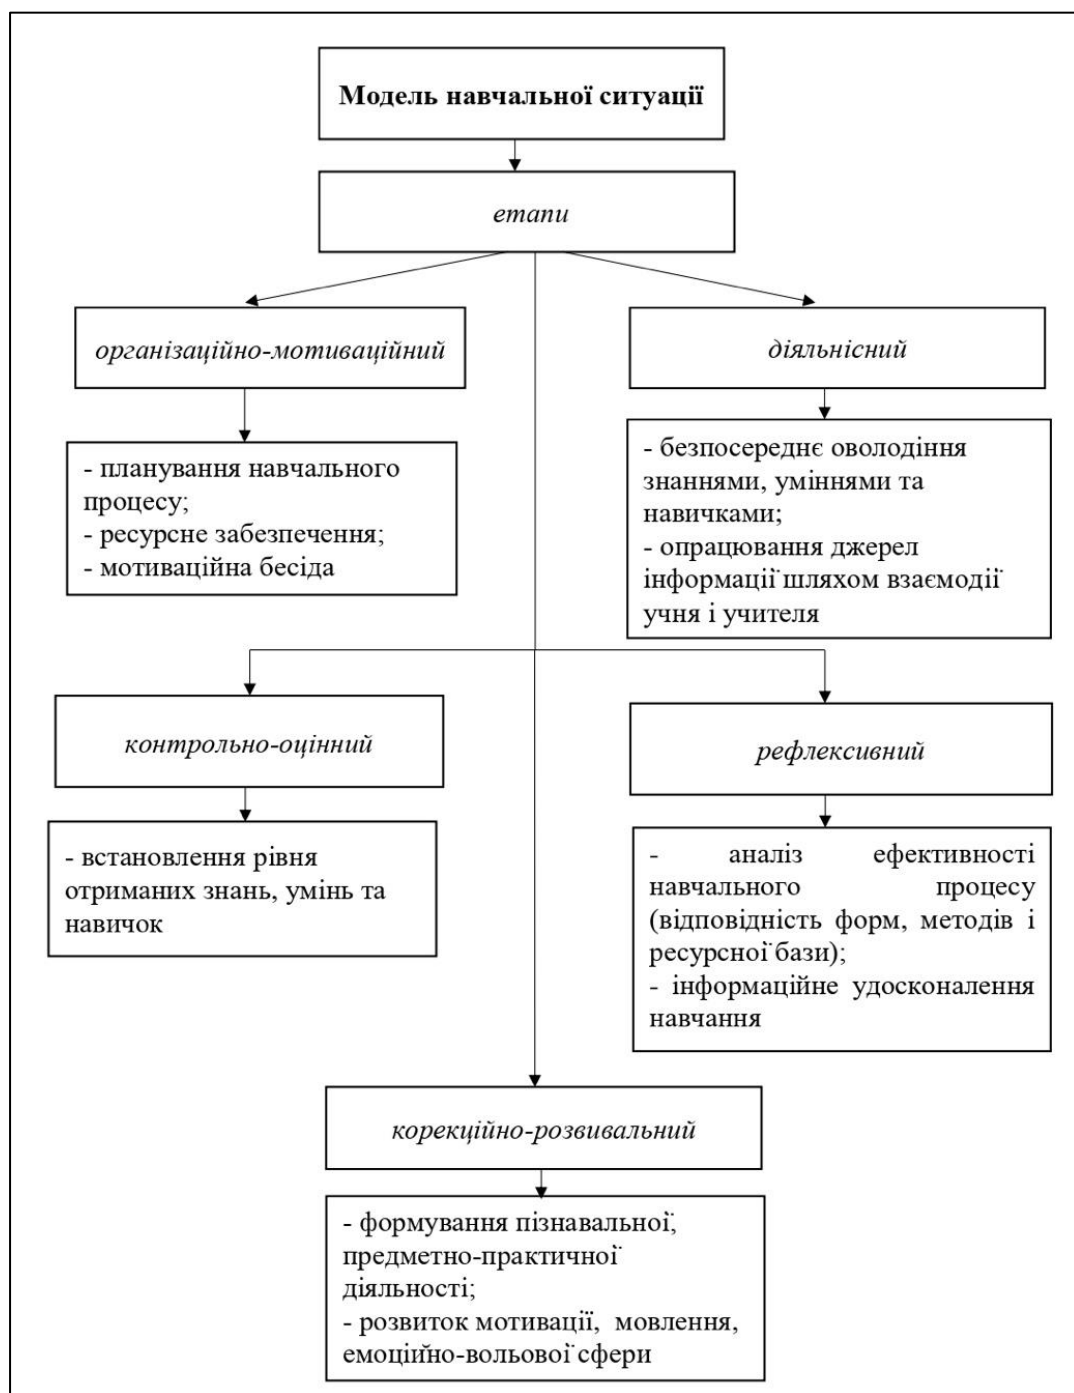 Модель навчальної ситуації
етапи
організаційно-мотиваційний
діяльнісний
- планування навчального
процесу;
- ресурсне забезпечення;
- мотиваційна бесіда
- безпосереднє оволодіння
знаннями, уміннями та
навичками;
- опрацювання джерел
інформації шляхом взаємодії
учня і учителя
контрольно-оцінний
рефлексивний
- встановлення рівня
отриманих знань, умінь та
навичок
- аналіз ефективності
навчального процесу
(відповідність форм, методів і
ресурсної бази);
- інформаційне удосконалення
навчання
корекційно-розвивальний
- формування пізнавальної,
предметно-практичної
діяльності;
- розвиток мотивації, мовлення,
емоційно-вольової сфери